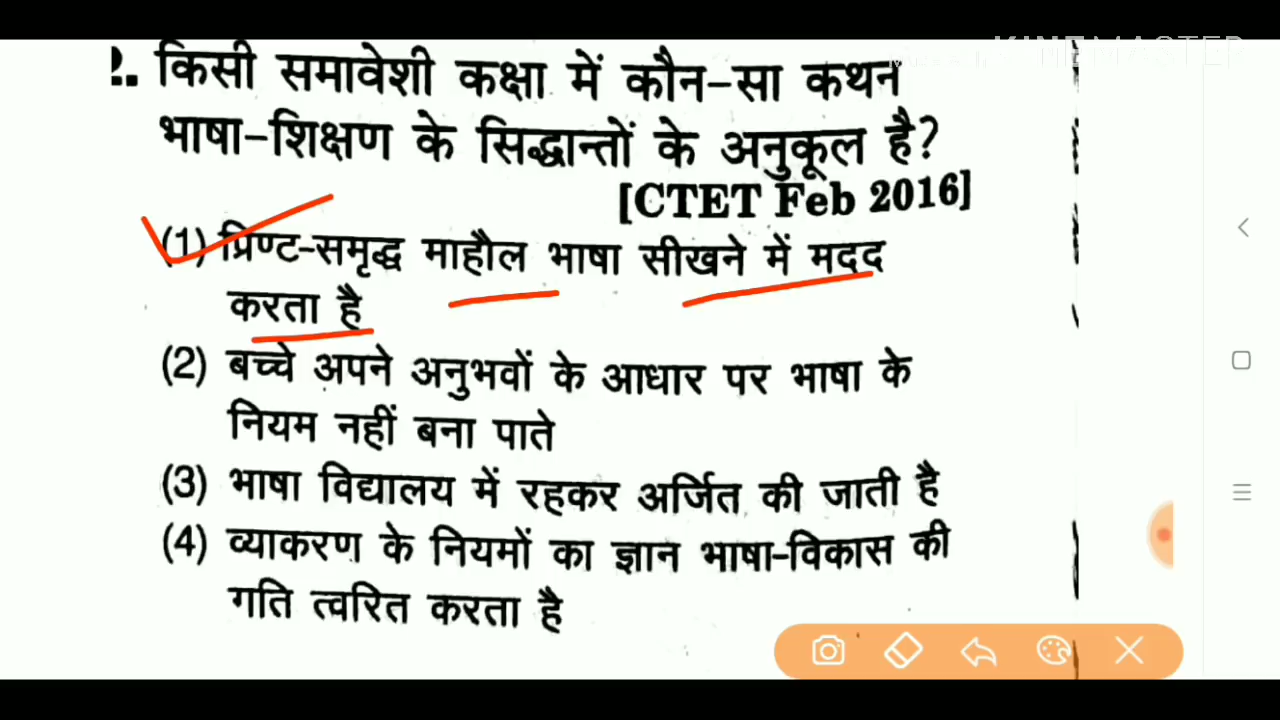 KINEMASTER
2. किसी समावेशी कक्षा में कौन-सा कथन
भाषा-शिक्षण के सिद्धान्तों के अनुकूल है?
[CTET Feb 2016]
(1) प्रिण्ट-समृद्ध माहौल भाषा सीखने में मदद
करता है
(2) बच्चे अपने अनुभवों के आधार पर भाषा के
नियम नहीं बना पाते
(3) भाषा विद्यालय में रहकर अर्जित की जाती है
(4) व्याकरण के नियमों का ज्ञान भाषा-विकास की
गति त्वरित करता है